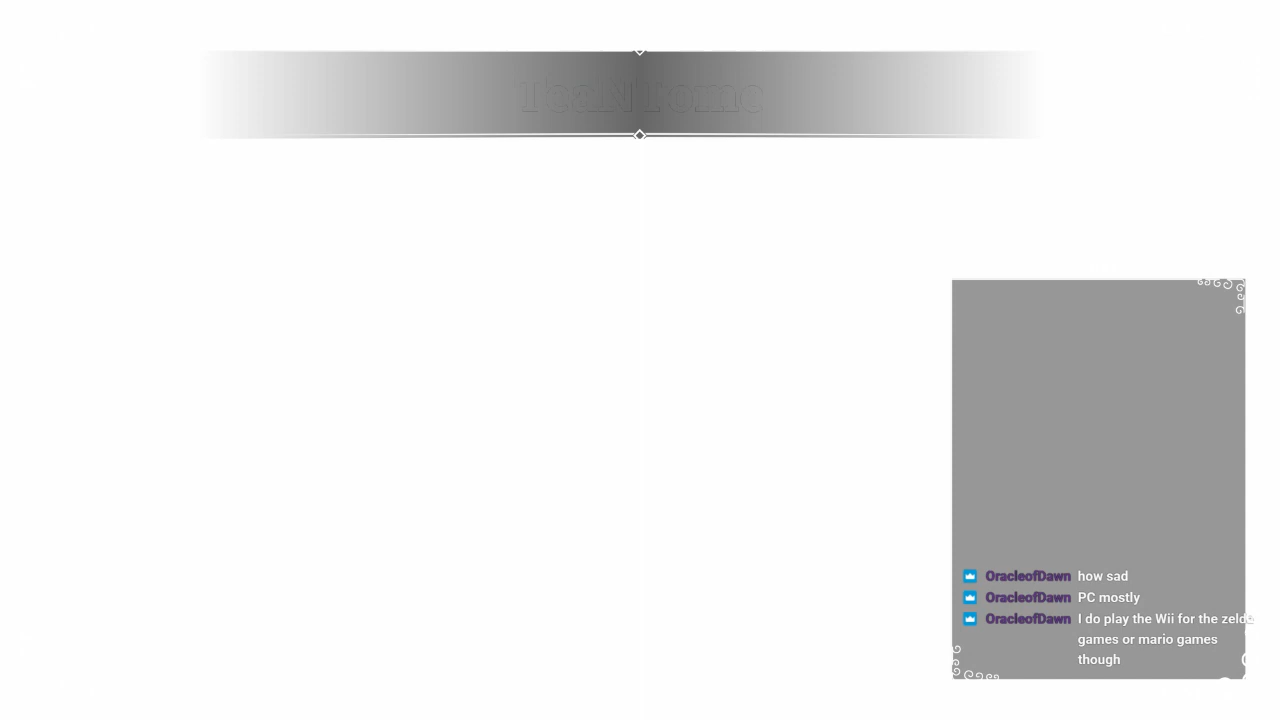 TeaNTome
OracleofDawn how sad
OracleofDawn PC mostly
OracleofDawn I do play the Wii for the zelda
games or mario games
though